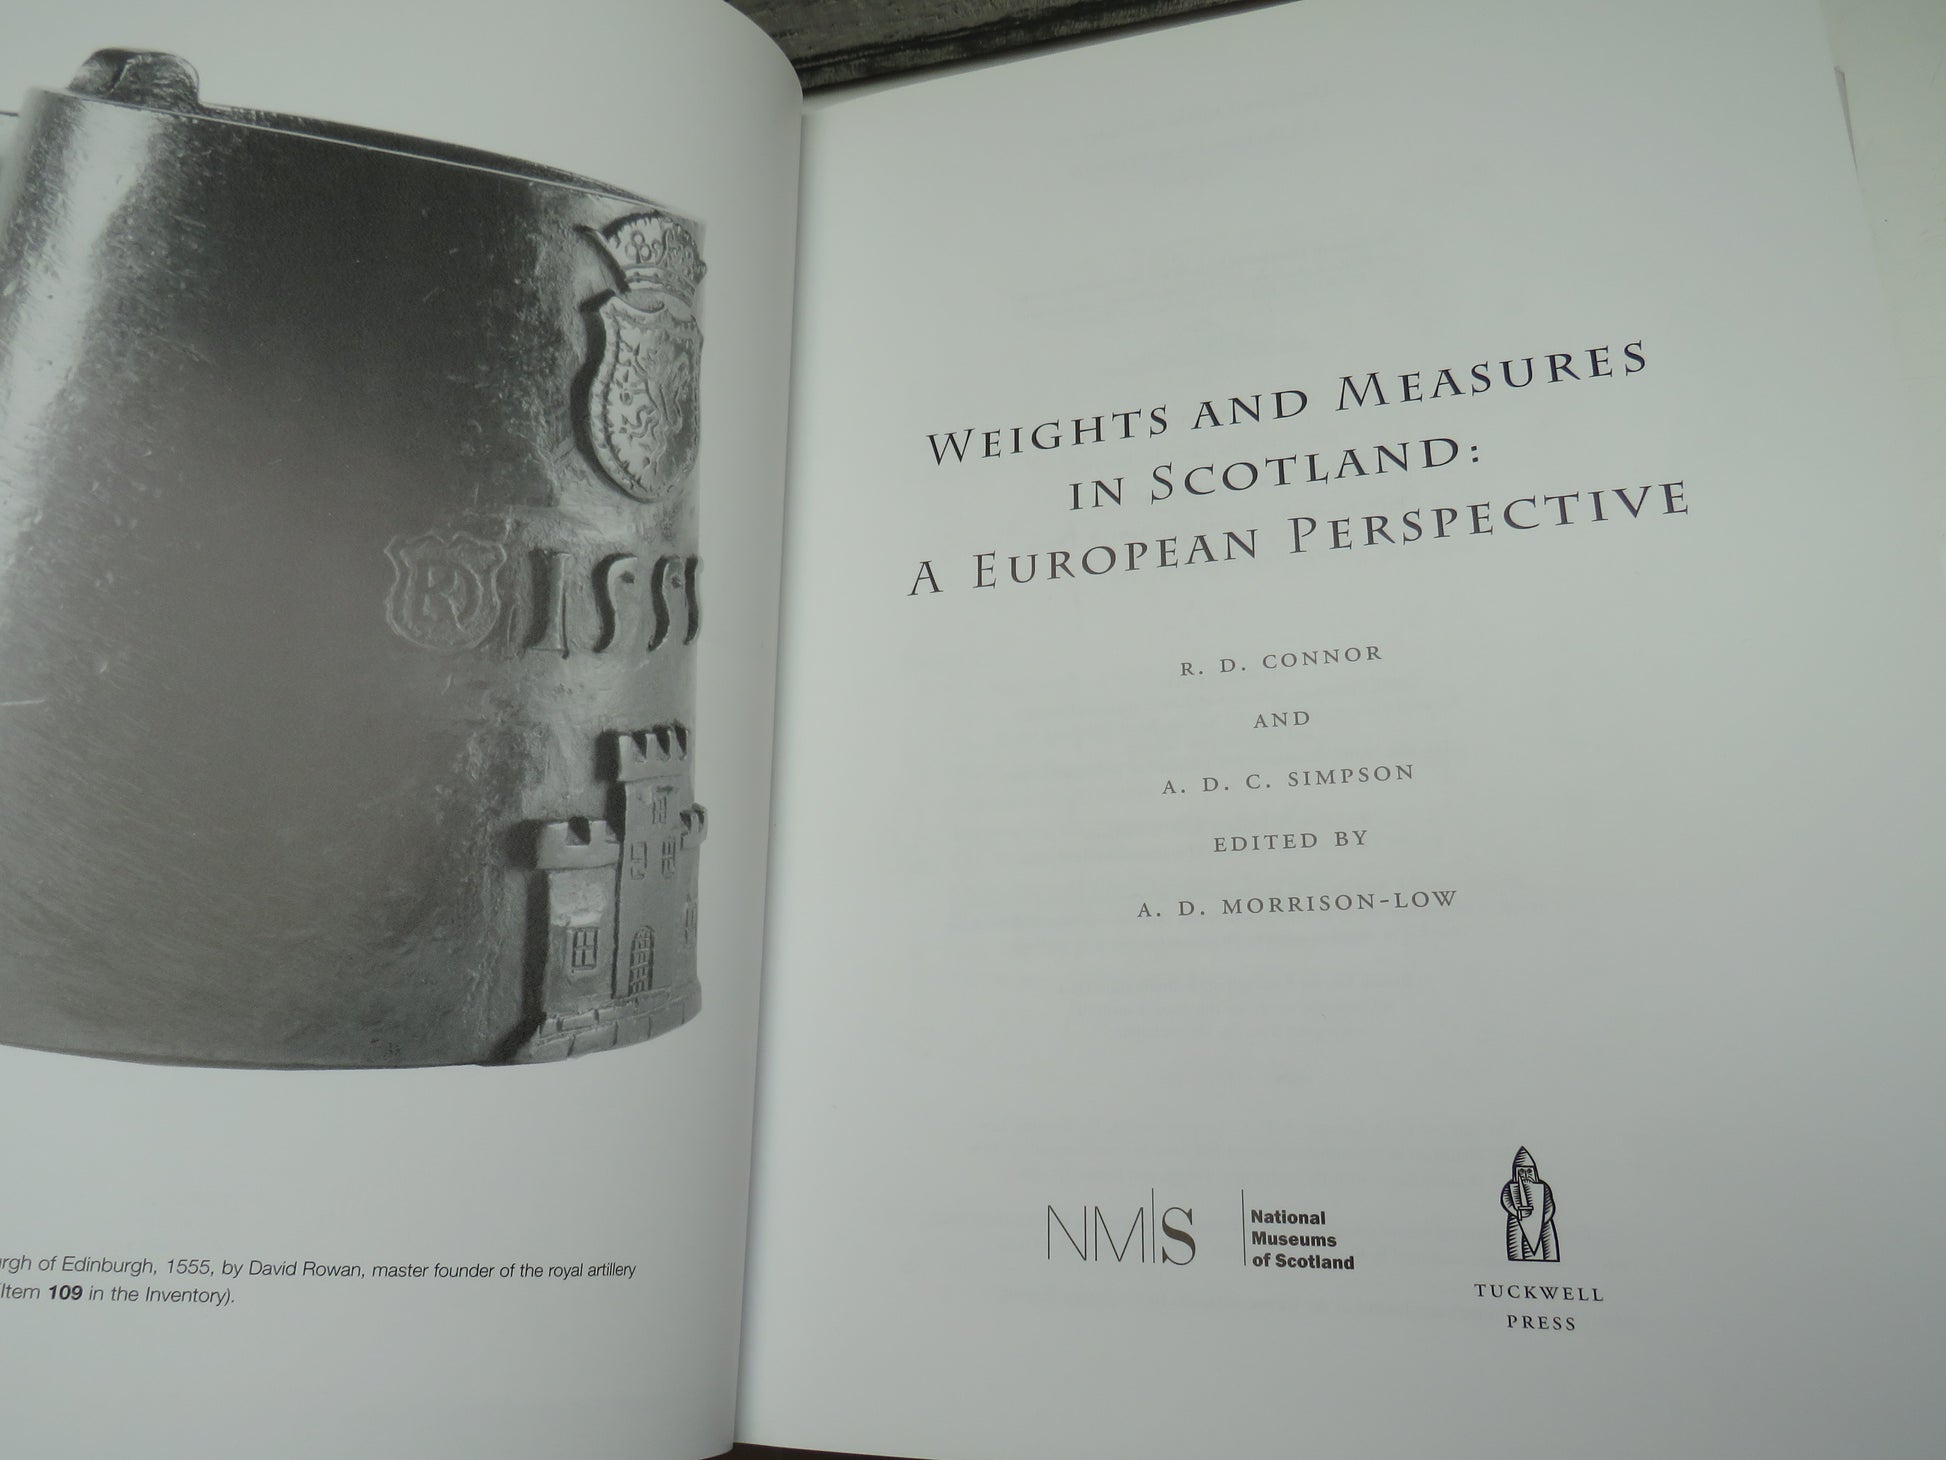 1555
urgh of Edinburgh, 1555, by David Rowan, master founder of the royal artillery
Item 109 in the Inventory).
WEIGHTS AND MEASURES
IN SCOTLAND:
A EUROPEAN PERSPECTIVE
R. D. CONNOR
AND
A. D. C. SIMPSON
EDITED BY
A. D. MORRISON-LOW
NMS
National
Museums
of Scotland
TUCKWELL
PRESS